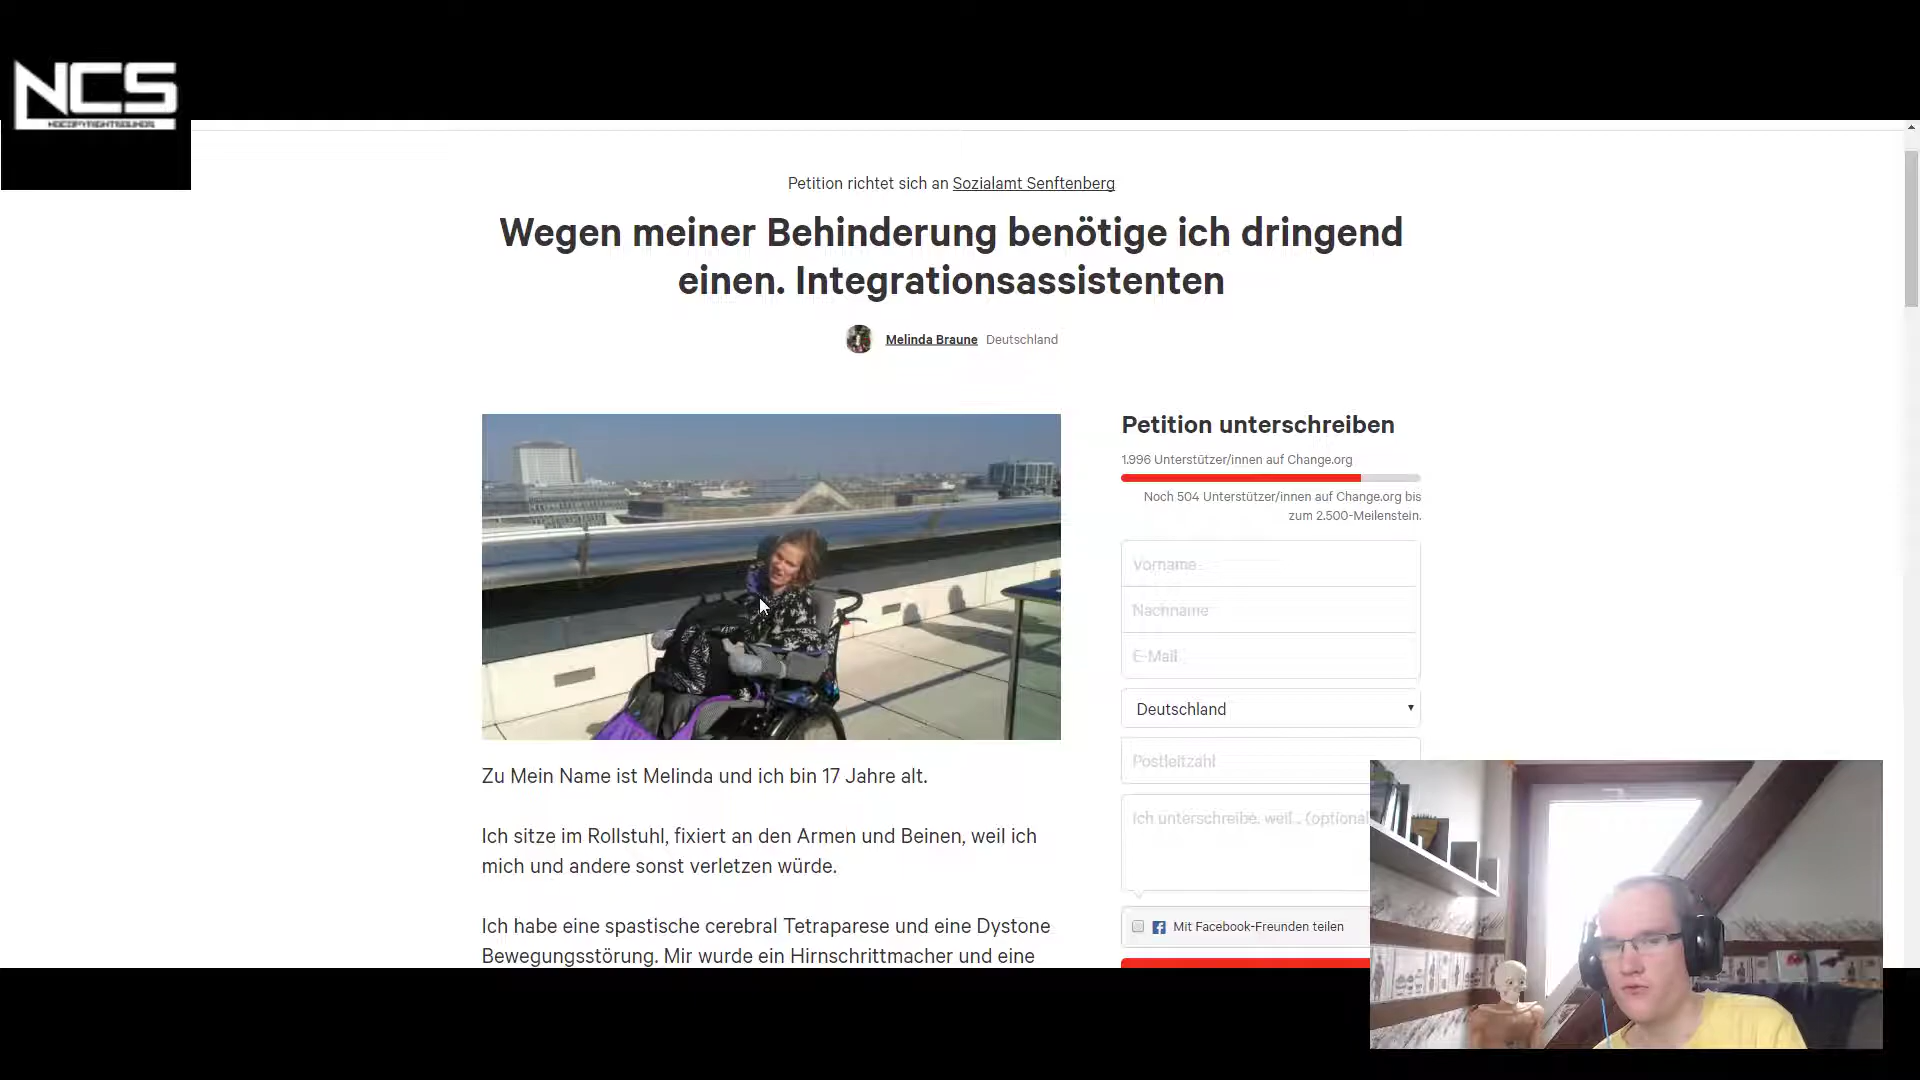 NCS
NOCOPYRIGHTSOUNDS
Petition richtet sich an Sozialamt Senftenberg
Wegen meiner Behinderung benötige ich dringend
einen. Integrationsassistenten
Melinda Braune Deutschland
Zu Mein Name ist Melinda und ich bin 17 Jahre alt.
Ich sitze im Rollstuhl, fixiert an den Armen und Beinen, weil ich
mich und andere sonst verletzen würde.
Ich habe eine spastische cerebral Tetraparese und eine Dystone
Bewegungsstörung. Mir wurde ein Hirnschrittmacher und eine
Petition unterschreiben
1.996 Unterstützer/innen auf Change.org
Noch 504 Unterstützer/innen auf Change.org bis
zum 2.500-Meilenstein.
Vorname
Nachname
E-Mail
Deutschland
Postleitzahl
Ich unterschreibe, weil... (optional
Mit Facebook-Freunden teilen